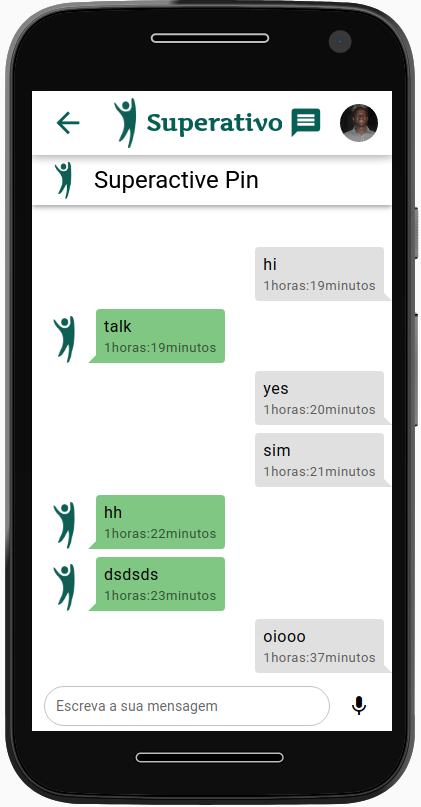 Superativo
Superactive Pin
hi
1horas:19minutos
talk
1horas:19minutos
yes
1horas:20minutos
sim
1horas:21minutos
hh
1horas:22minutos
dsdsds
1horas:23minutos
oiooo
1horas:37minutos
Escreva a sua mensagem